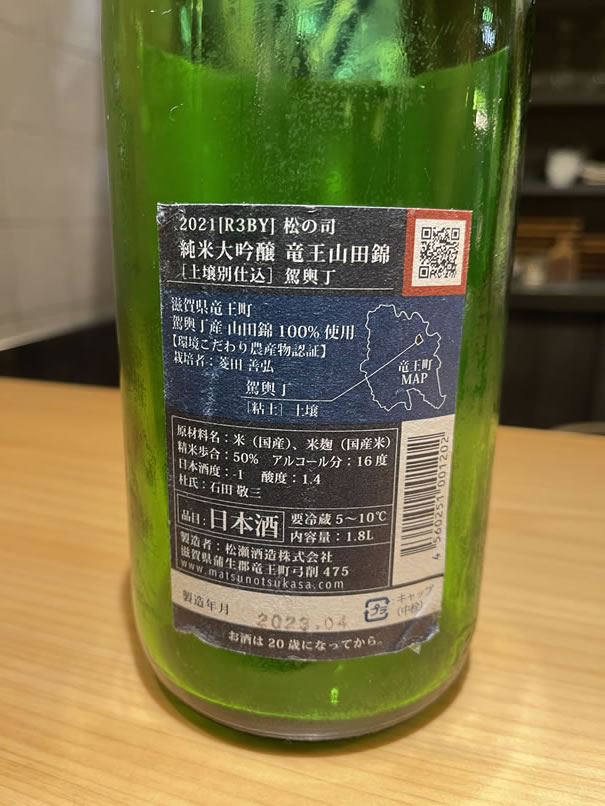 2021[R3BY] 松の司
純米大吟醸 竜王山田錦
［土壌別仕込］駕輿丁
滋賀県竜王町
駕輿丁産 山田錦 100% 使用
【環境こだわり農産物認証】
栽培者：菱田 善弘
駕輿丁
［粘土］土壌
竜王町
MAP
原材料名：米（国産）、米麹（国産米）
精米歩合：50% アルコール分：16度
日本酒度：-1 酸度：1.4
杜氏：石田 敬三
品目：日本酒
要冷蔵 5～10℃
内容量：1.8L
製造者：松瀬酒造株式会社
滋賀県蒲生郡竜王町弓削 475
www.matsunotsukasa.com
4 560251 001202
製造年月 2023.04
プラ キャップ
（中栓）
お酒は20歳になってから。